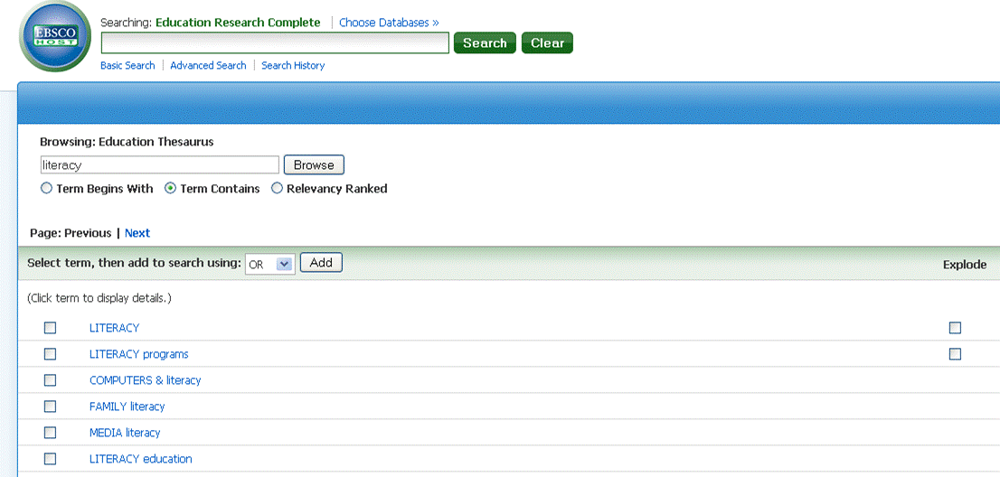 EBSCO
HOST
Searching: Education Research Complete | Choose Databases »
Search Clear
Basic Search | Advanced Search | Search History
Browsing: Education Thesaurus
literacy Browse
Term Begins With Term Contains Relevancy Ranked
Page: Previous | Next
Select term, then add to search using: OR Add Explode
(Click term to display details.)
LITERACY
LITERACY programs
COMPUTERS & literacy
FAMILY literacy
MEDIA literacy
LITERACY education